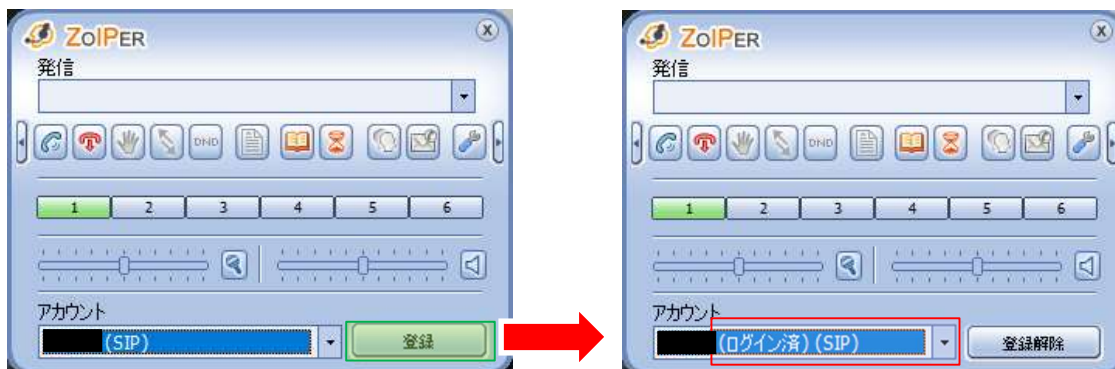 ZOIPER
発信
DND
1 2 3 4 5 6
アカウント
(SIP)
登録
ZOIPER
発信
DND
1 2 3 4 5 6
アカウント
(ログイン済) (SIP)
登録解除